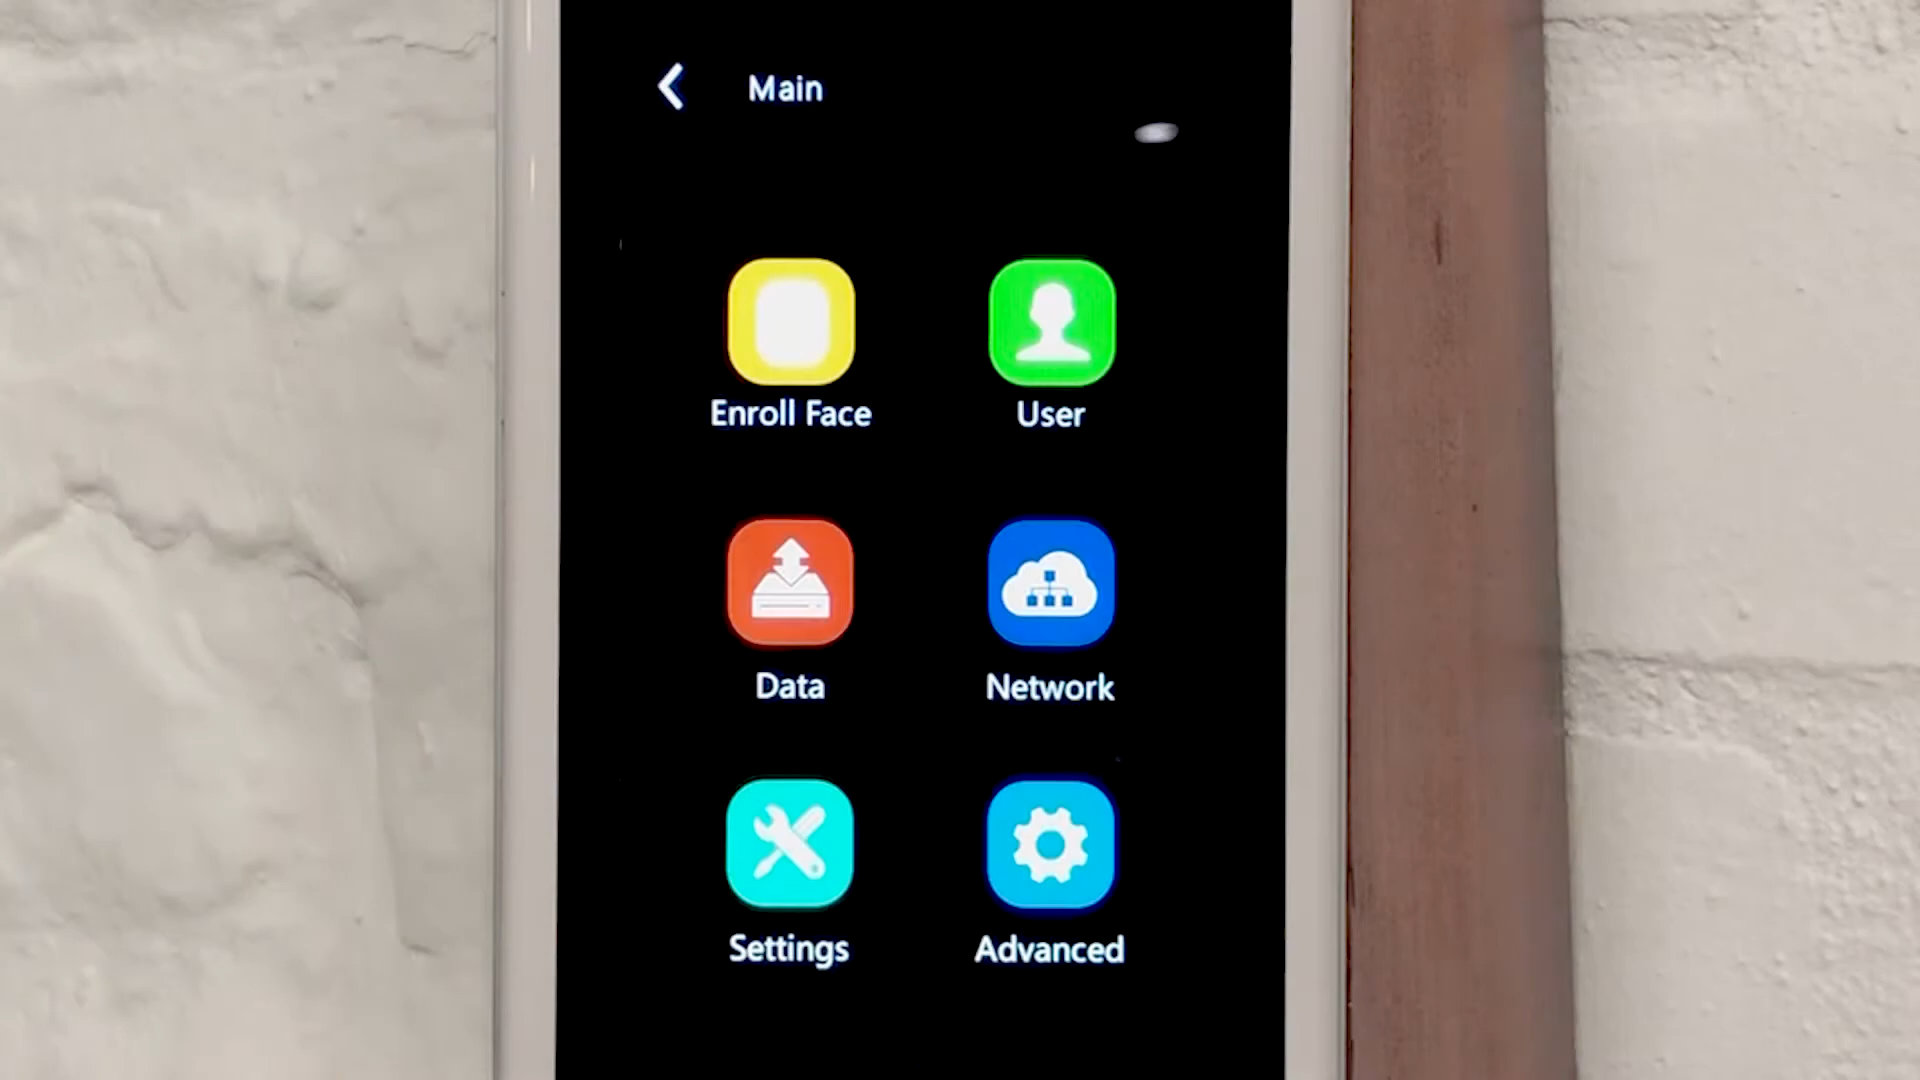 Main
Enroll Face
User
Data
Network
Settings
Advanced